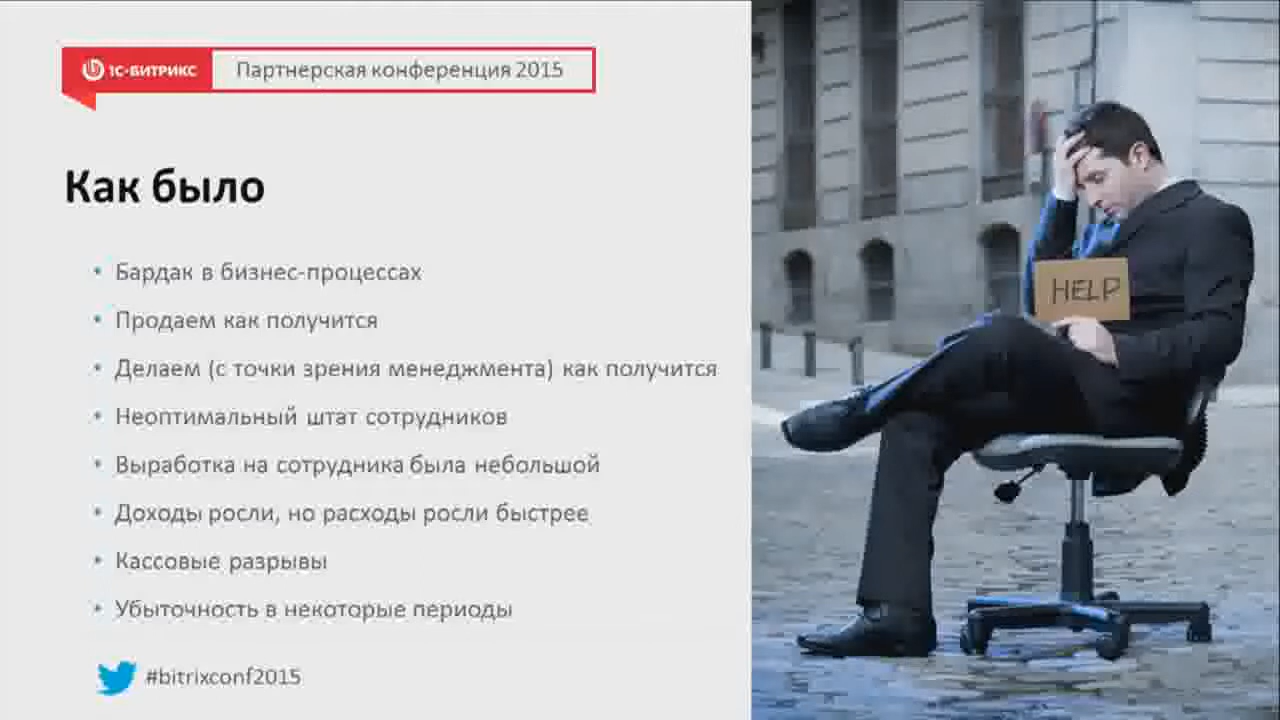 1С-БИТРИКС Партнерская конференция 2015
Как было
• Бардак в бизнес-процессах
• Продаем как получится
• Делаем (с точки зрения менеджмента) как получится
• Неоптимальный штат сотрудников
• Выработка на сотрудника была небольшой
• Доходы росли, но расходы росли быстрее
• Кассовые разрывы
• Убыточность в некоторые периоды
#bitrixconf2015
HELP